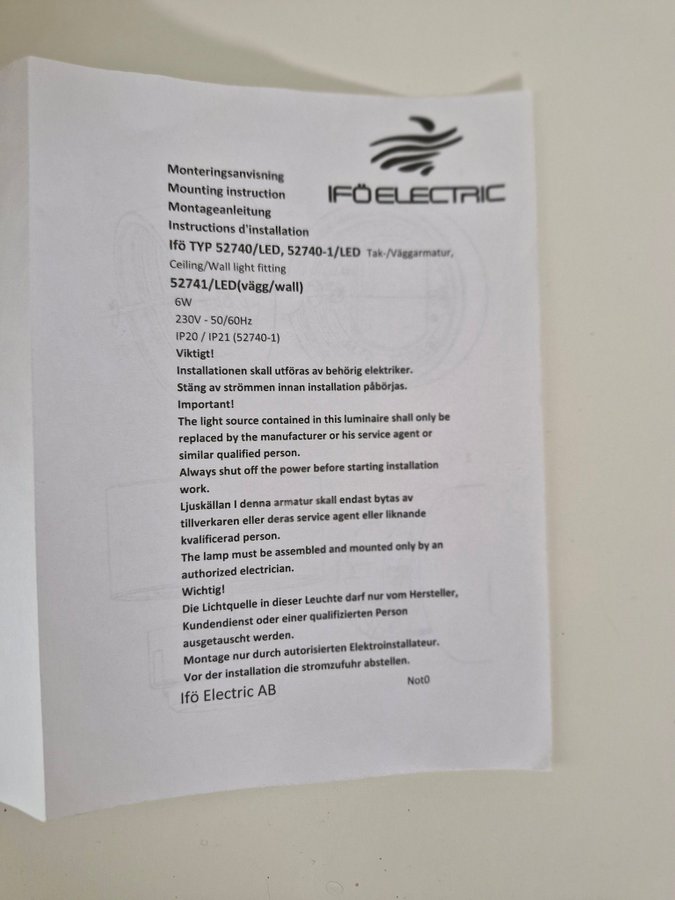 IFÖ ELECTRIC
Monteringsanvisning
Mounting instruction
Montageanleitung
Instructions d'installation
Ifö TYP 52740/LED, 52740-1/LED Tak-/Väggarmatur,
Ceiling/Wall light fitting
52741/LED(vägg/wall)
6W
230V - 50/60Hz
IP20 / IP21 (52740-1)
Viktigt!
Installationen skall utföras av behörig elektriker.
Stäng av strömmen innan installation påbörjas.
Important!
The light source contained in this luminaire shall only be
replaced by the manufacturer or his service agent or
similar qualified person.
Always shut off the power before starting installation
work.
Ljuskällan I denna armatur skall endast bytas av
tillverkaren eller deras service agent eller liknande
kvalificerad person.
The lamp must be assembled and mounted only by an
authorized electrician.
Wichtig!
Die Lichtquelle in dieser Leuchte darf nur vom Hersteller,
Kundendienst oder einer qualifizierten Person
ausgetauscht werden.
Montage nur durch autorisierten Elektroinstallateur.
Vor der installation die stromzufuhr abstellen.
Ifö Electric AB
Not0